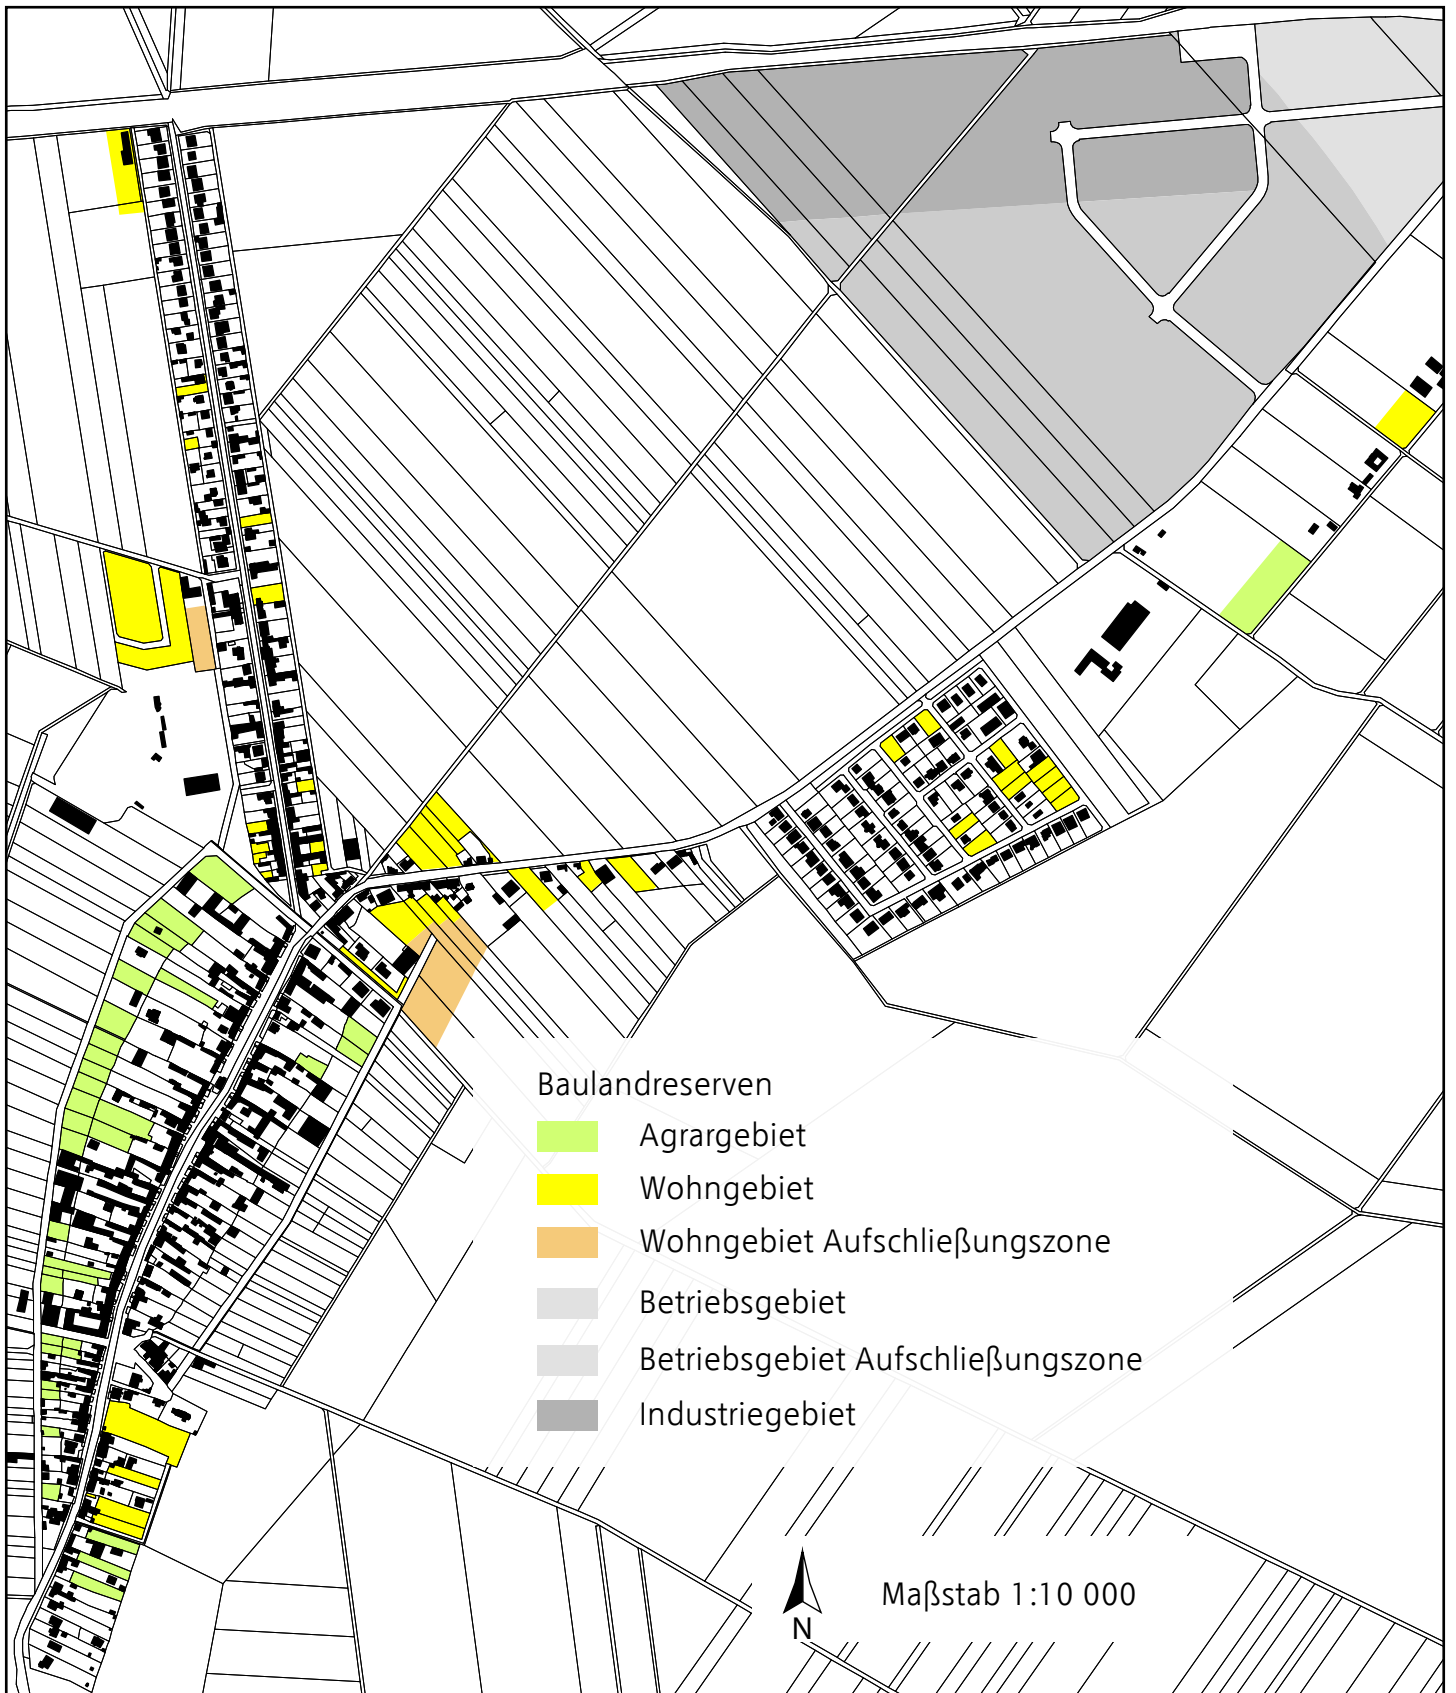 Baulandreserven
Agrargebiet
Wohngebiet
Wohngebiet Aufschließungszone
Betriebsgebiet
Betriebsgebiet Aufschließungszone
Industriegebiet
Maßstab 1:10 000
N